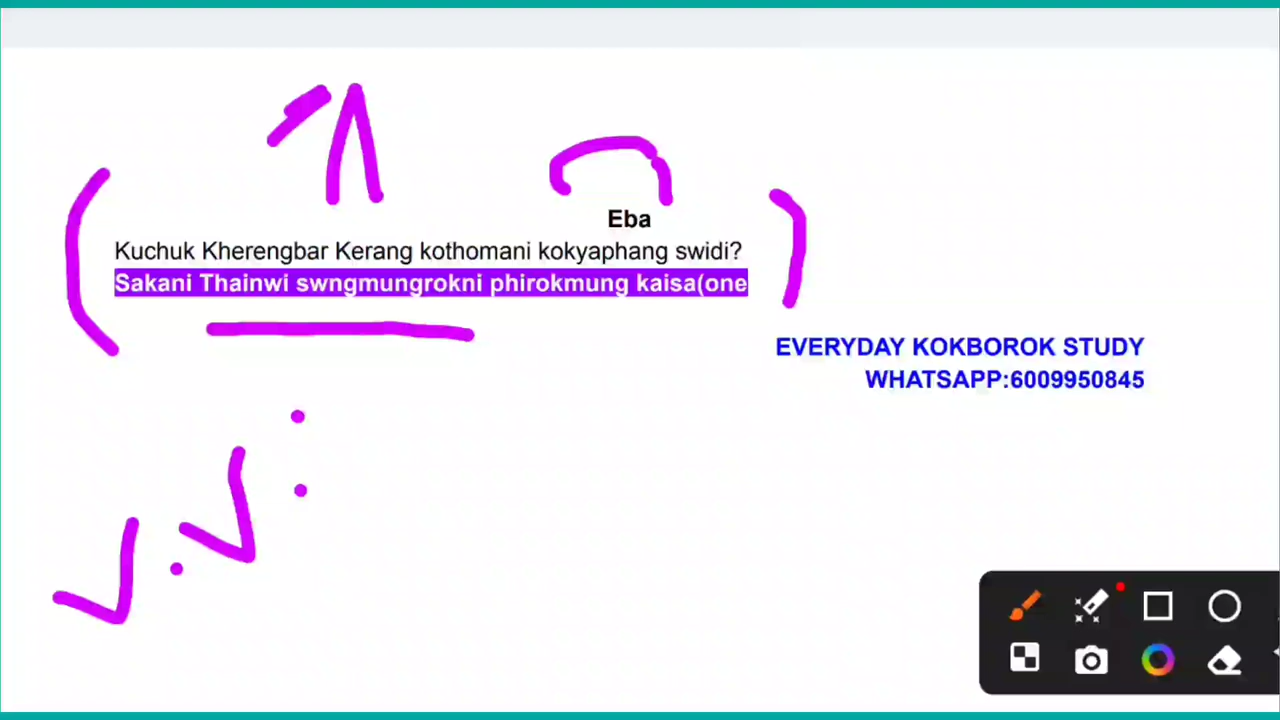 Eba
Kuchuk Kherengbar Kerang kothomani kokyaphang swidi?
Sakani Thainwi swngmungrokni phirokmung kaisa(one
EVERYDAY KOKBOROK STUDY
WHATSAPP:6009950845